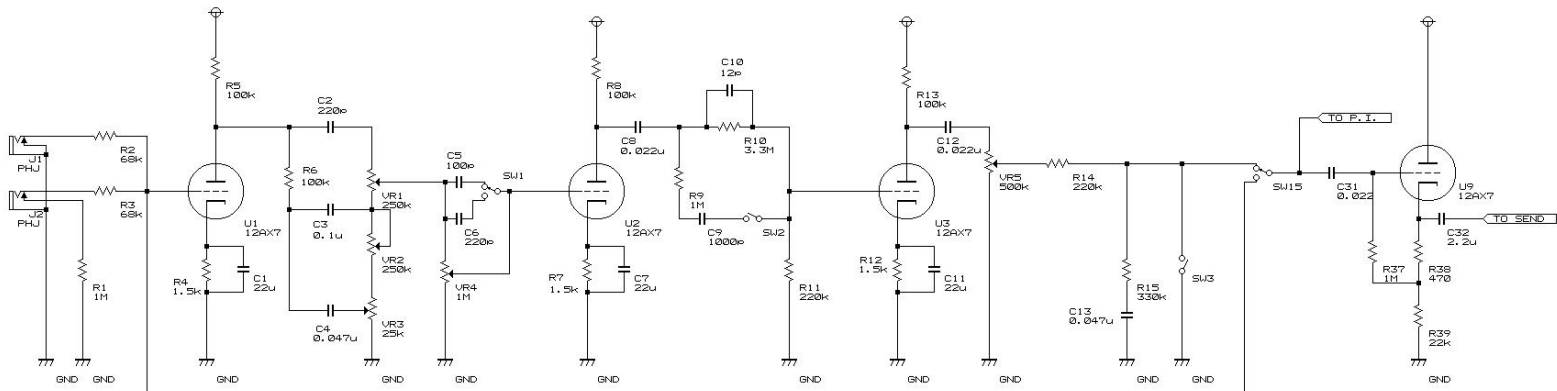 J1
PHJ
J2
PHJ
R2
68k
R3
68k
R1
1M
R5
100k
U1
12AX7
R4
1.5k
C1
22u
C2
220p
R6
100k
C3
0.1u
C4
0.047u
VR1
250k
VR2
250k
VR3
25k
C5
100p
C6
220p
SW1
VR4
1M
R8
100k
U2
12AX7
R7
1.5k
C7
22u
C8
0.022u
C10
12p
R10
3.3M
R9
1M
C9
1000p
SW2
R11
220k
R13
100k
U3
12AX7
R12
1.5k
C11
22u
C12
0.022u
VR5
500k
R14
220k
R15
330k
C13
0.047u
SW3
SW15
TO P.I.
C31
0.022
U9
12AX7
TO SEND
C32
2.2u
R37
1M
R38
470
R39
22k
GND GND GND GND GND GND GND GND GND GND GND GND